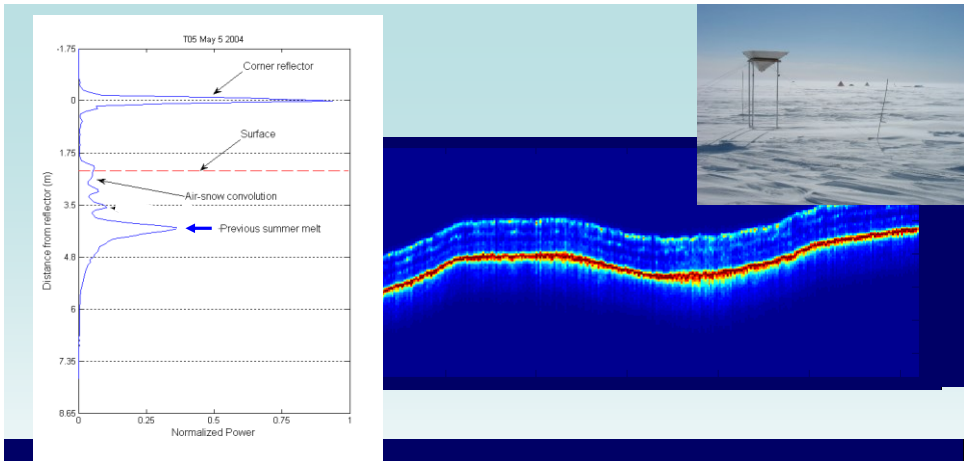 T05 May 5 2004
-1.75
Corner reflector
0
1.75
Surface
3.5
Air-snow convolution
Previous summer melt
4.8
6
7.35
8.65
0
0.25
0.5
0.75
1
Normalized Power
Distance from reflector (m)